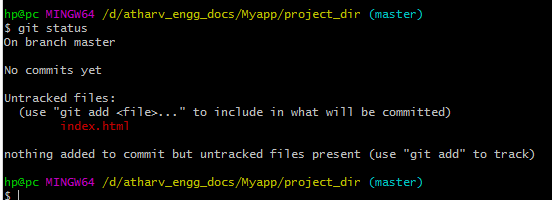 hp@pc MINGW64 /d/atharv_engg_docs/Myapp/project_dir (master)
$ git status
On branch master
No commits yet
Untracked files:
(use "git add <file>..." to include in what will be committed)
index.html
nothing added to commit but untracked files present (use "git add" to track)
hp@pc MINGW64 /d/atharv_engg_docs/Myapp/project_dir (master)
$